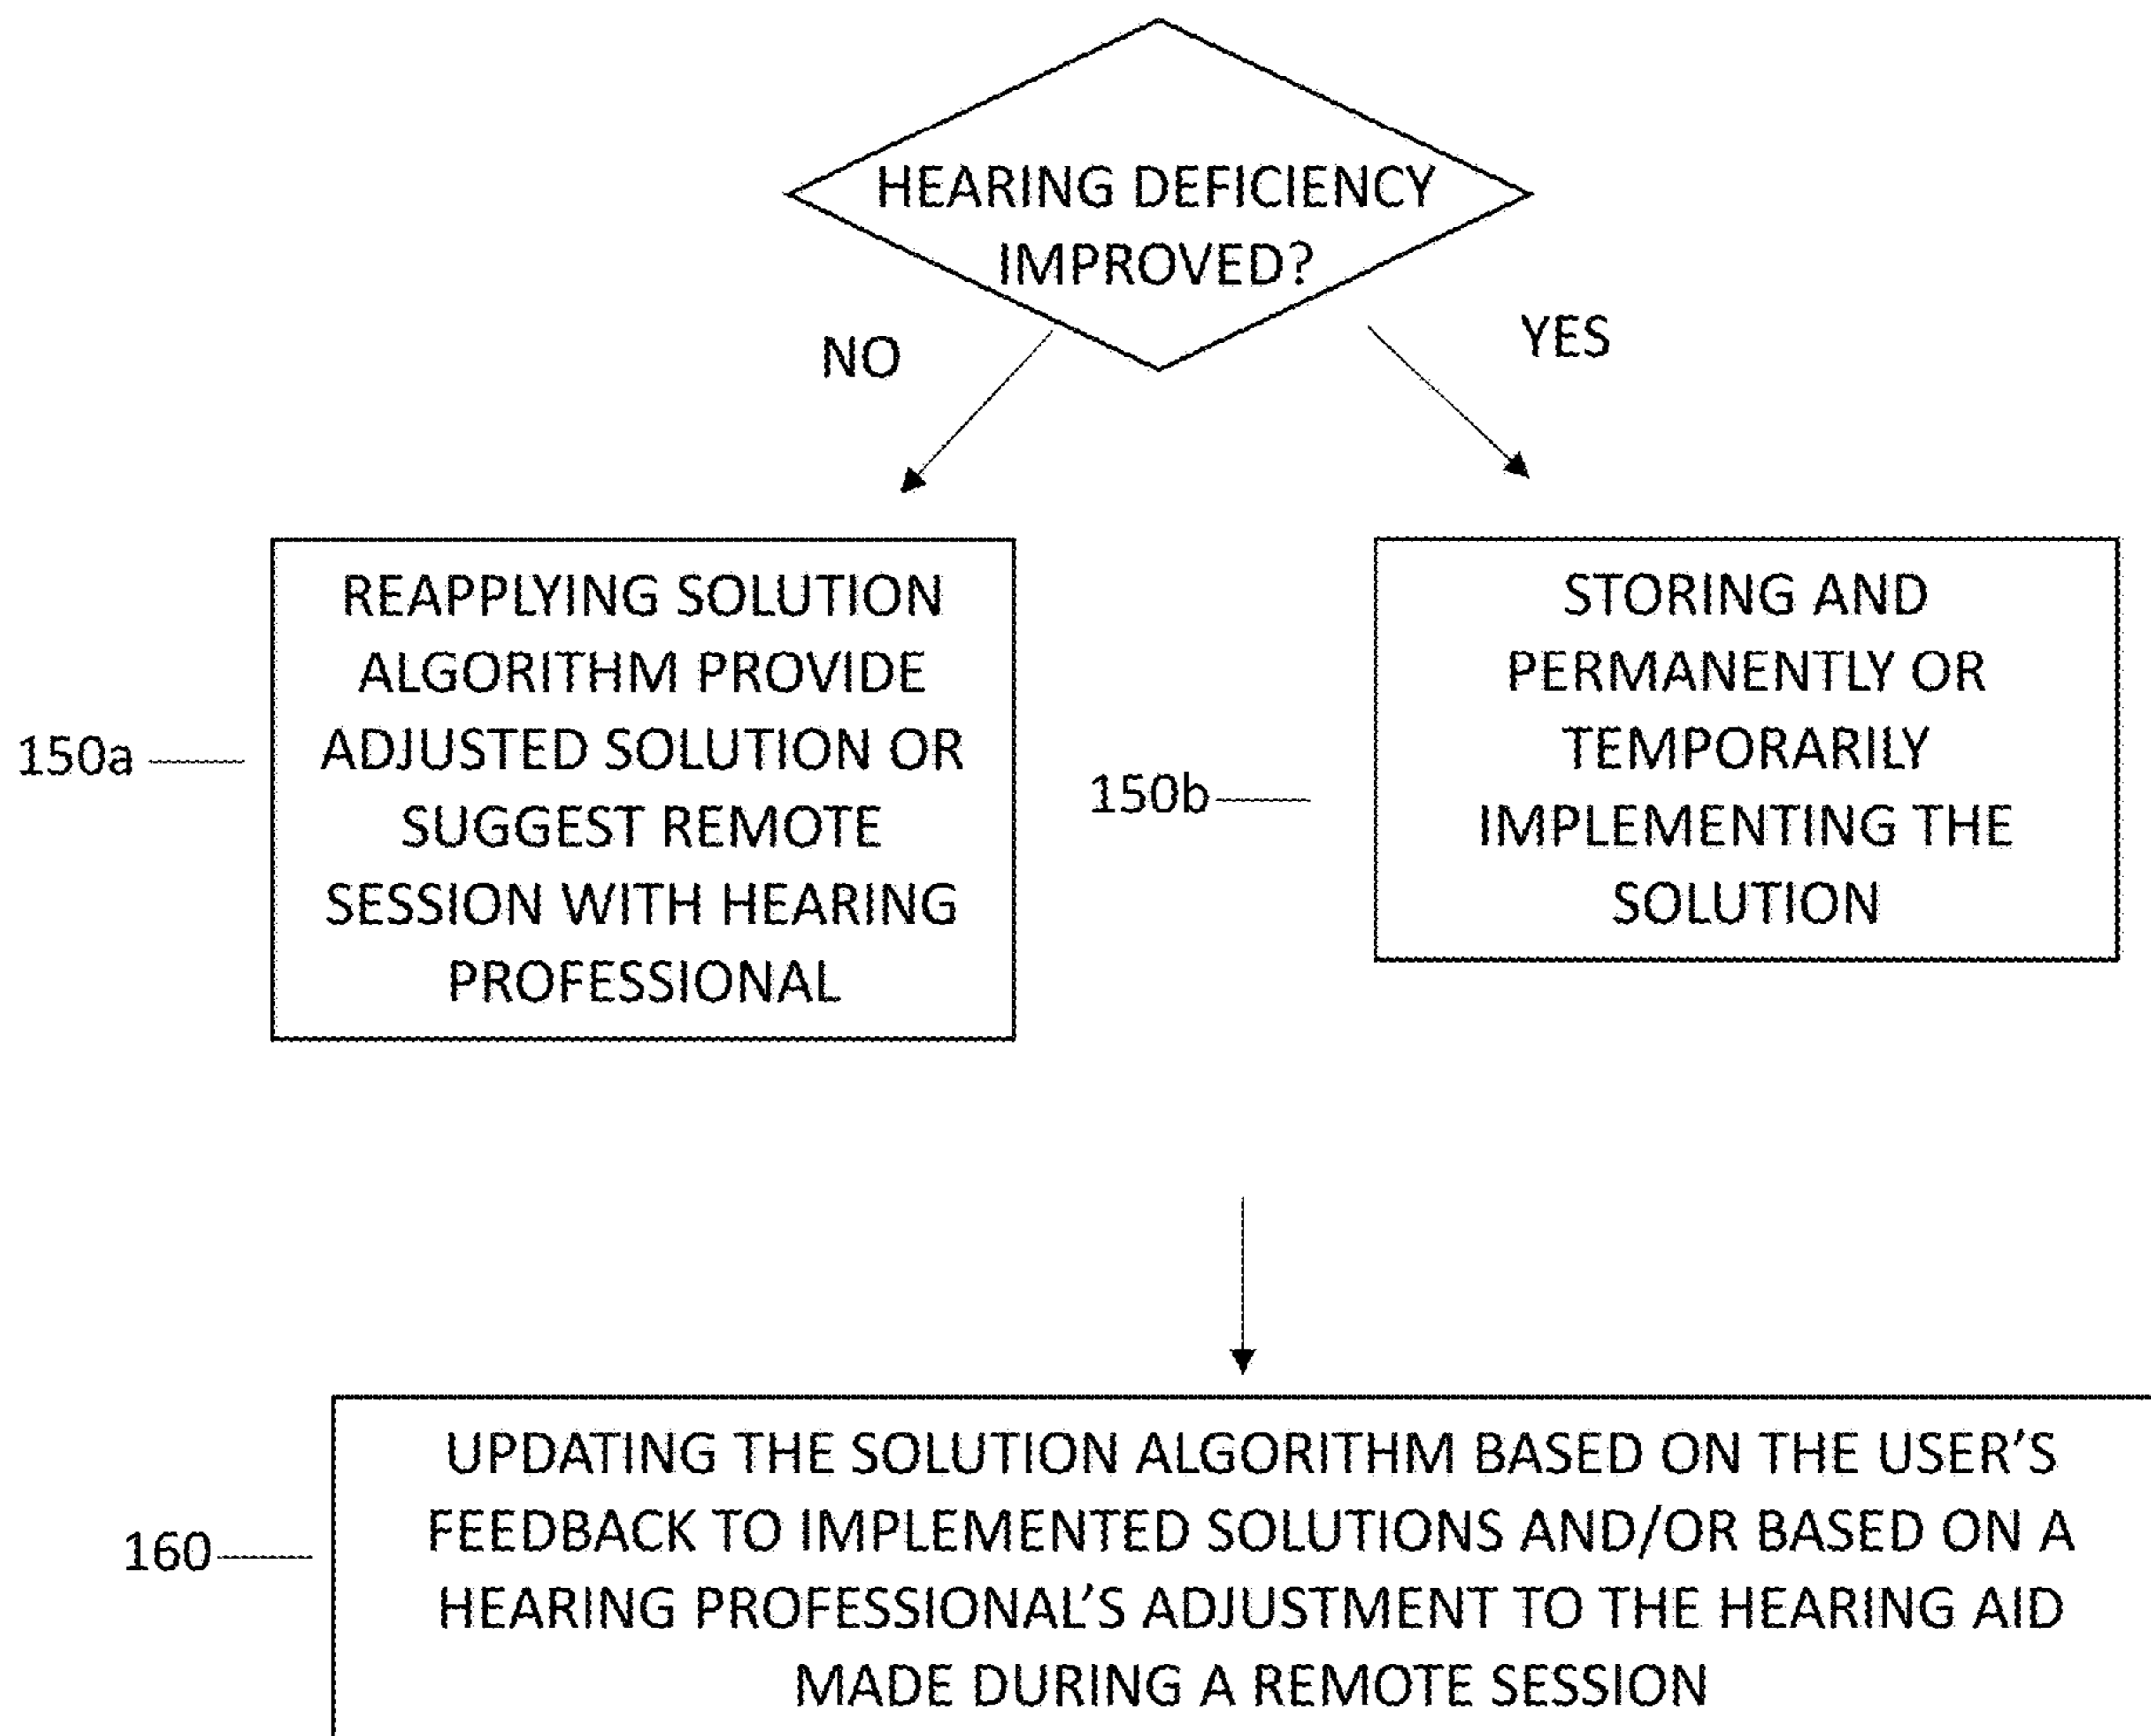 HEARING DEFICIENCY
IMPROVED?
NO
YES
150a
REAPPLYING SOLUTION
ALGORITHM PROVIDE
ADJUSTED SOLUTION OR
SUGGEST REMOTE
SESSION WITH HEARING
PROFESSIONAL
150b
STORING AND
PERMANENTLY OR
TEMPORARILY
IMPLEMENTING THE
SOLUTION
160
UPDATING THE SOLUTION ALGORITHM BASED ON THE USER’S
FEEDBACK TO IMPLEMENTED SOLUTIONS AND/OR BASED ON A
HEARING PROFESSIONAL’S ADJUSTMENT TO THE HEARING AID
MADE DURING A REMOTE SESSION